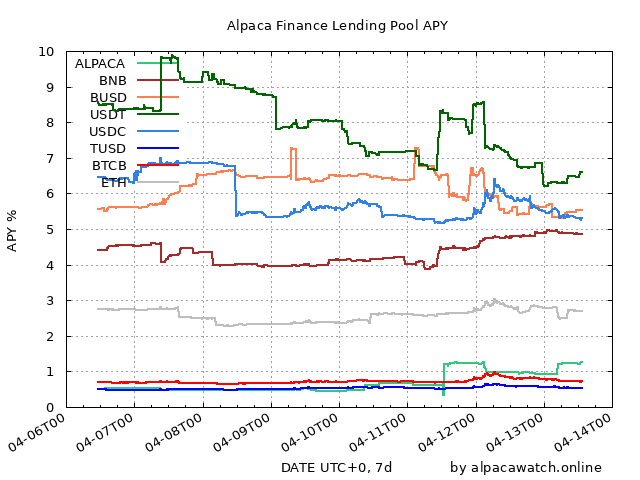 Alpaca Finance Lending Pool APY
10
9
8
7
6
5
4
3
2
1
0
APY %
ALPACA
BNB
BUSD
USDT
USDC
TUSD
BTCB
ETH
04-06T00
04-07T00
04-08T00
04-09T00
04-10T00
04-11T00
04-12T00
04-13T00
04-14T00
DATE UTC+0, 7d
by alpacawatch.online